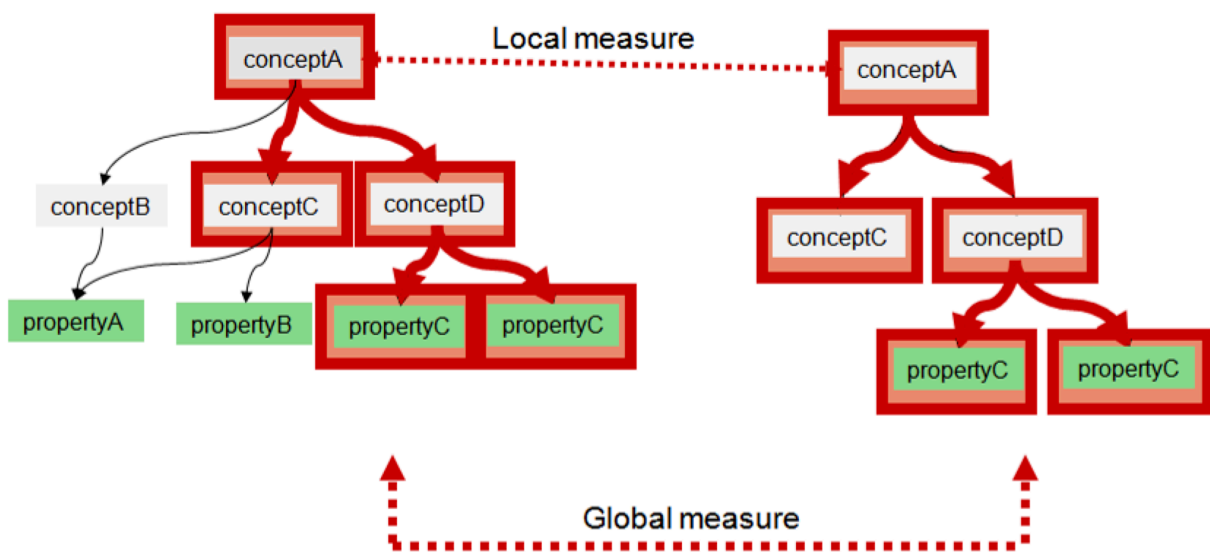 Local measure
conceptA
conceptA
conceptB
conceptC
conceptD
conceptC
conceptD
propertyA
propertyB
propertyC
propertyC
propertyC
propertyC
Global measure